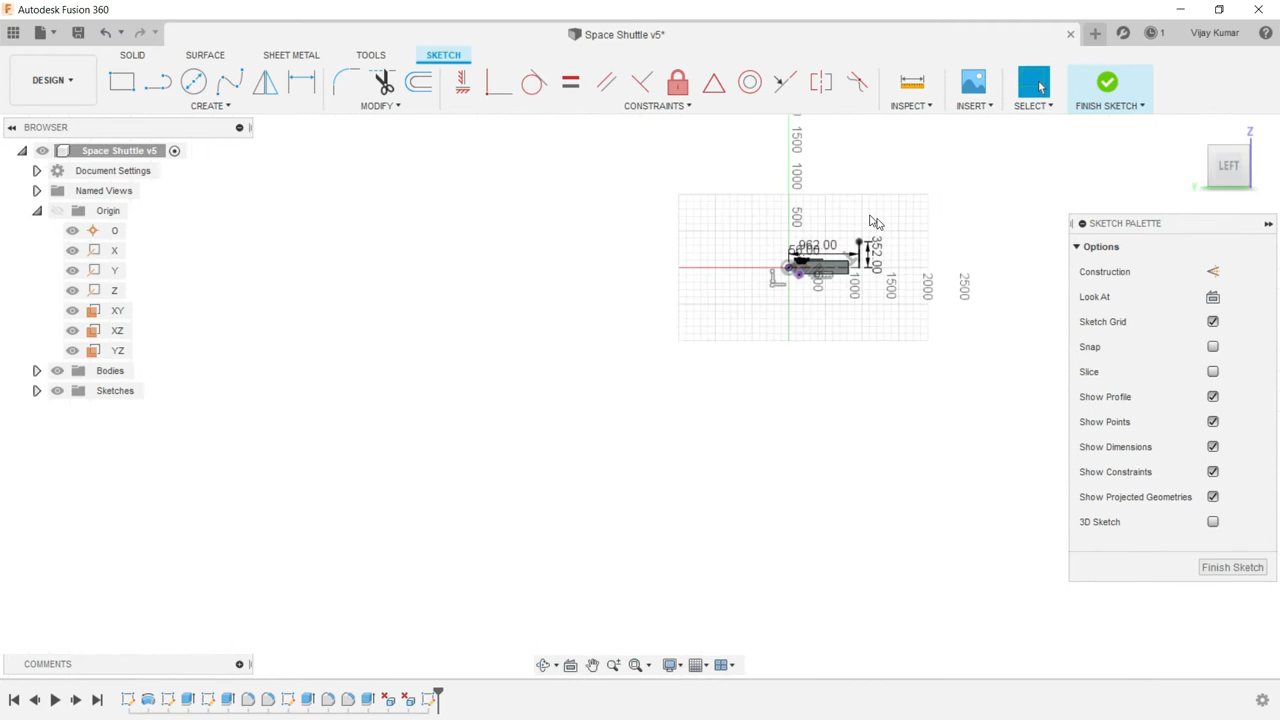 Autodesk Fusion 360
Space Shuttle v5*
1
Vijay Kumar
SOLID SURFACE SHEET METAL TOOLS SKETCH
DESIGN
CREATE MODIFY CONSTRAINTS INSPECT INSERT SELECT FINISH SKETCH
BROWSER
Space Shuttle v5
Document Settings
Named Views
Origin
O
X
Y
Z
XY
XZ
YZ
Bodies
Sketches
1500
1000
500
962.00
352.00
1000
1500
2000
2500
Z
LEFT
Y
SKETCH PALETTE
Options
Construction
Look At
Sketch Grid
Snap
Slice
Show Profile
Show Points
Show Dimensions
Show Constraints
Show Projected Geometries
3D Sketch
Finish Sketch
COMMENTS